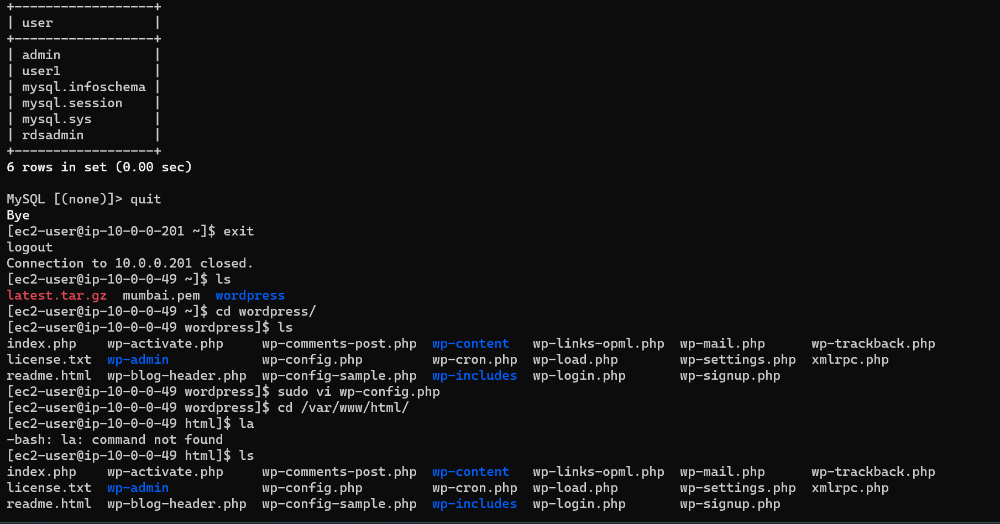 +------------------+
| user             |
+------------------+
| admin            |
| user1            |
| mysql.infoschema |
| mysql.session    |
| mysql.sys        |
| rdsadmin         |
+------------------+
6 rows in set (0.00 sec)

MySQL [(none)]> quit
Bye
[ec2-user@ip-10-0-0-201 ~]$ exit
logout
Connection to 10.0.0.201 closed.
[ec2-user@ip-10-0-0-49 ~]$ ls
latest.tar.gz  mumbai.pem  wordpress
[ec2-user@ip-10-0-0-49 ~]$ cd wordpress/
[ec2-user@ip-10-0-0-49 wordpress]$ ls
index.php    wp-activate.php     wp-comments-post.php  wp-content   wp-links-opml.php  wp-mail.php      wp-trackback.php
license.txt  wp-admin            wp-config.php         wp-cron.php  wp-load.php        wp-settings.php  xmlrpc.php
readme.html  wp-blog-header.php  wp-config-sample.php  wp-includes  wp-login.php       wp-signup.php
[ec2-user@ip-10-0-0-49 wordpress]$ sudo vi wp-config.php
[ec2-user@ip-10-0-0-49 wordpress]$ cd /var/www/html/
[ec2-user@ip-10-0-0-49 html]$ la
-bash: la: command not found
[ec2-user@ip-10-0-0-49 html]$ ls
index.php    wp-activate.php     wp-comments-post.php  wp-content   wp-links-opml.php  wp-mail.php      wp-trackback.php
license.txt  wp-admin            wp-config.php         wp-cron.php  wp-load.php        wp-settings.php  xmlrpc.php
readme.html  wp-blog-header.php  wp-config-sample.php  wp-includes  wp-login.php       wp-signup.php